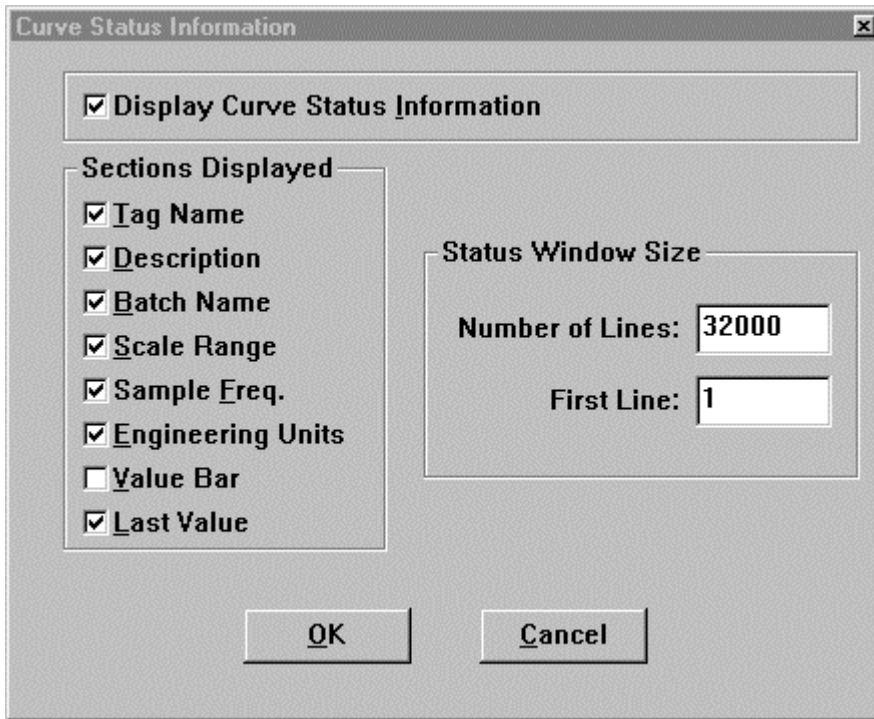 Curve Status Information
Display Curve Status Information
Sections Displayed
Tag Name
Description
Batch Name
Scale Range
Sample Freq.
Engineering Units
Value Bar
Last Value
Status Window Size
Number of Lines: 32000
First Line: 1
OK
Cancel